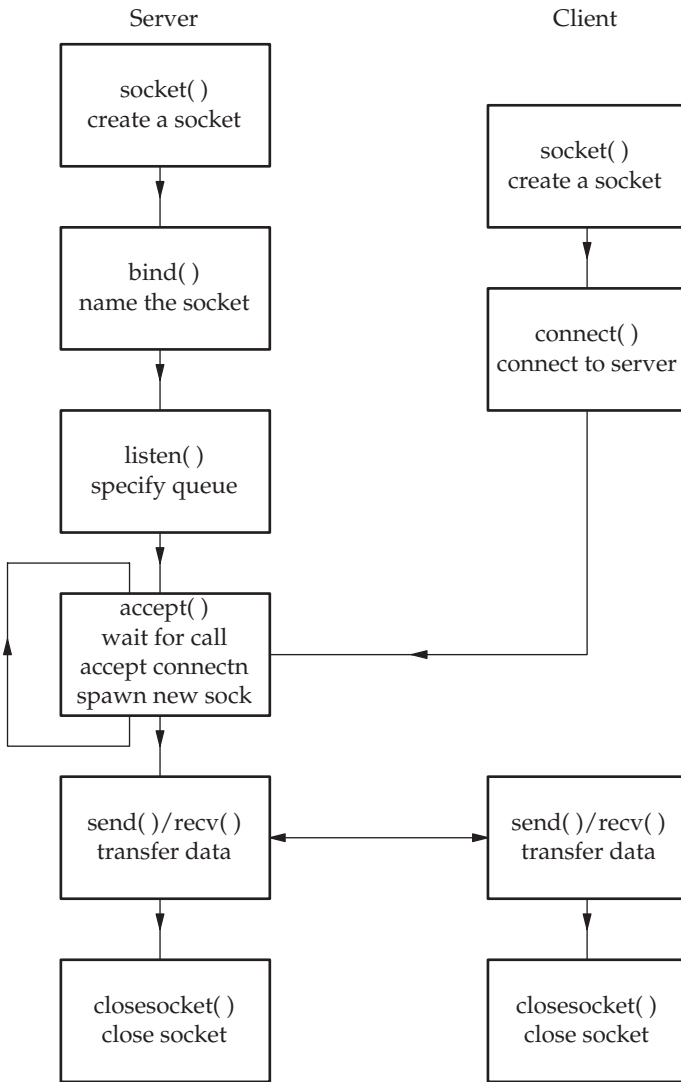 Server
Client
socket( )
create a socket
socket( )
create a socket
bind( )
name the socket
connect( )
connect to server
listen( )
specify queue
accept( )
wait for call
accept connectn
spawn new sock
send( )/recv( )
transfer data
send( )/recv( )
transfer data
closesocket( )
close socket
closesocket( )
close socket